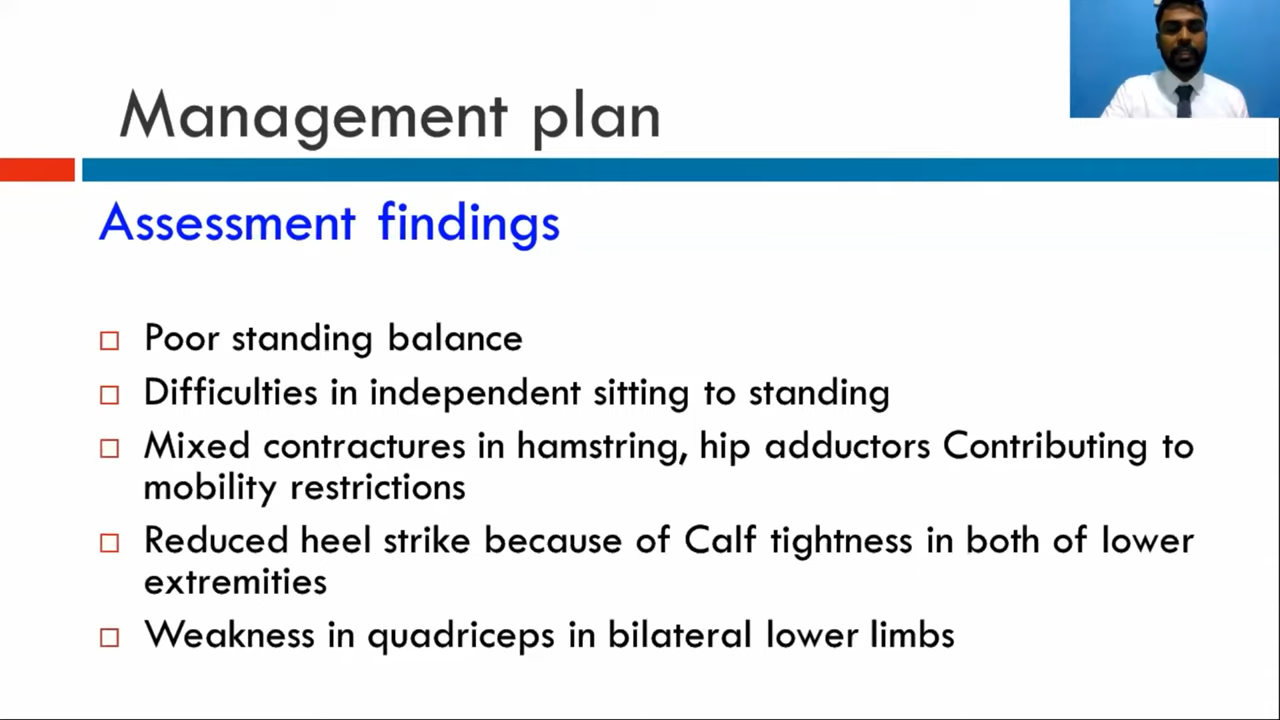 Management plan
Assessment findings
Poor standing balance
Difficulties in independent sitting to standing
Mixed contractures in hamstring, hip adductors Contributing to
mobility restrictions
Reduced heel strike because of Calf tightness in both of lower
extremities
Weakness in quadriceps in bilateral lower limbs